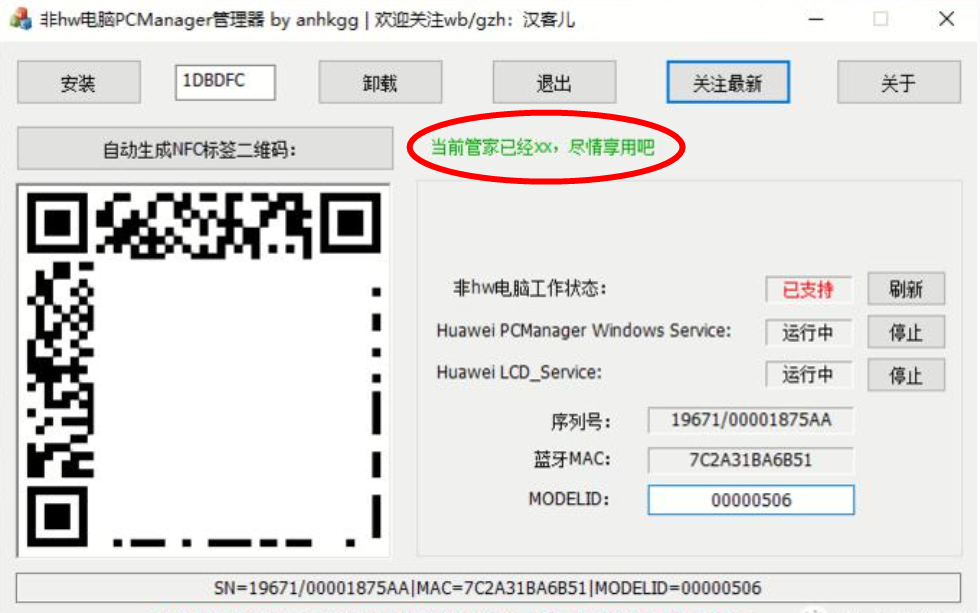 非hw电脑PCManager管理器 by anhkgg | 欢迎关注wb/gzh：汉客儿
安装 1DBDFC 卸载 退出 关注最新 关于
自动生成NFC标签二维码: 当前管家已经xx，尽情享用吧
非hw电脑工作状态: 已支持 刷新
Huawei PCManager Windows Service: 运行中 停止
Huawei LCD_Service: 运行中 停止
序列号: 19671/00001875AA
蓝牙MAC: 7C2A31BA6B51
MODELID: 00000506
SN=19671/00001875AA|MAC=7C2A31BA6B51|MODELID=00000506